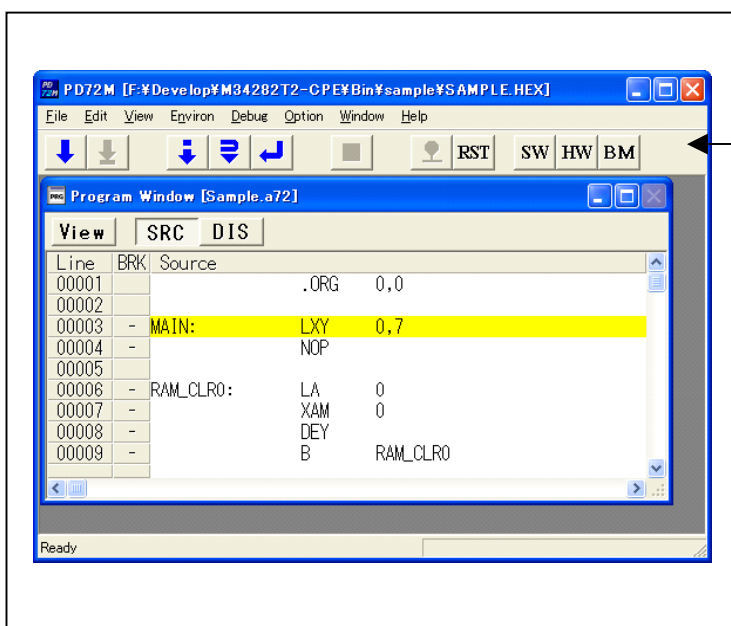 PD72M [F:¥Develop¥M34282T2-CPE¥Bin¥sample¥SAMPLE.HEX]
File Edit View Environ Debug Option Window Help
RST SW HW BM
Program Window [Sample.a72]
View SRC DIS
Line BRK Source
00001 .ORG 0,0
00002
00003 - MAIN: LXY 0,7
00004 - NOP
00005
00006 - RAM_CLR0: LA 0
00007 - XAM 0
00008 - DEY
00009 - B RAM_CLR0
Ready